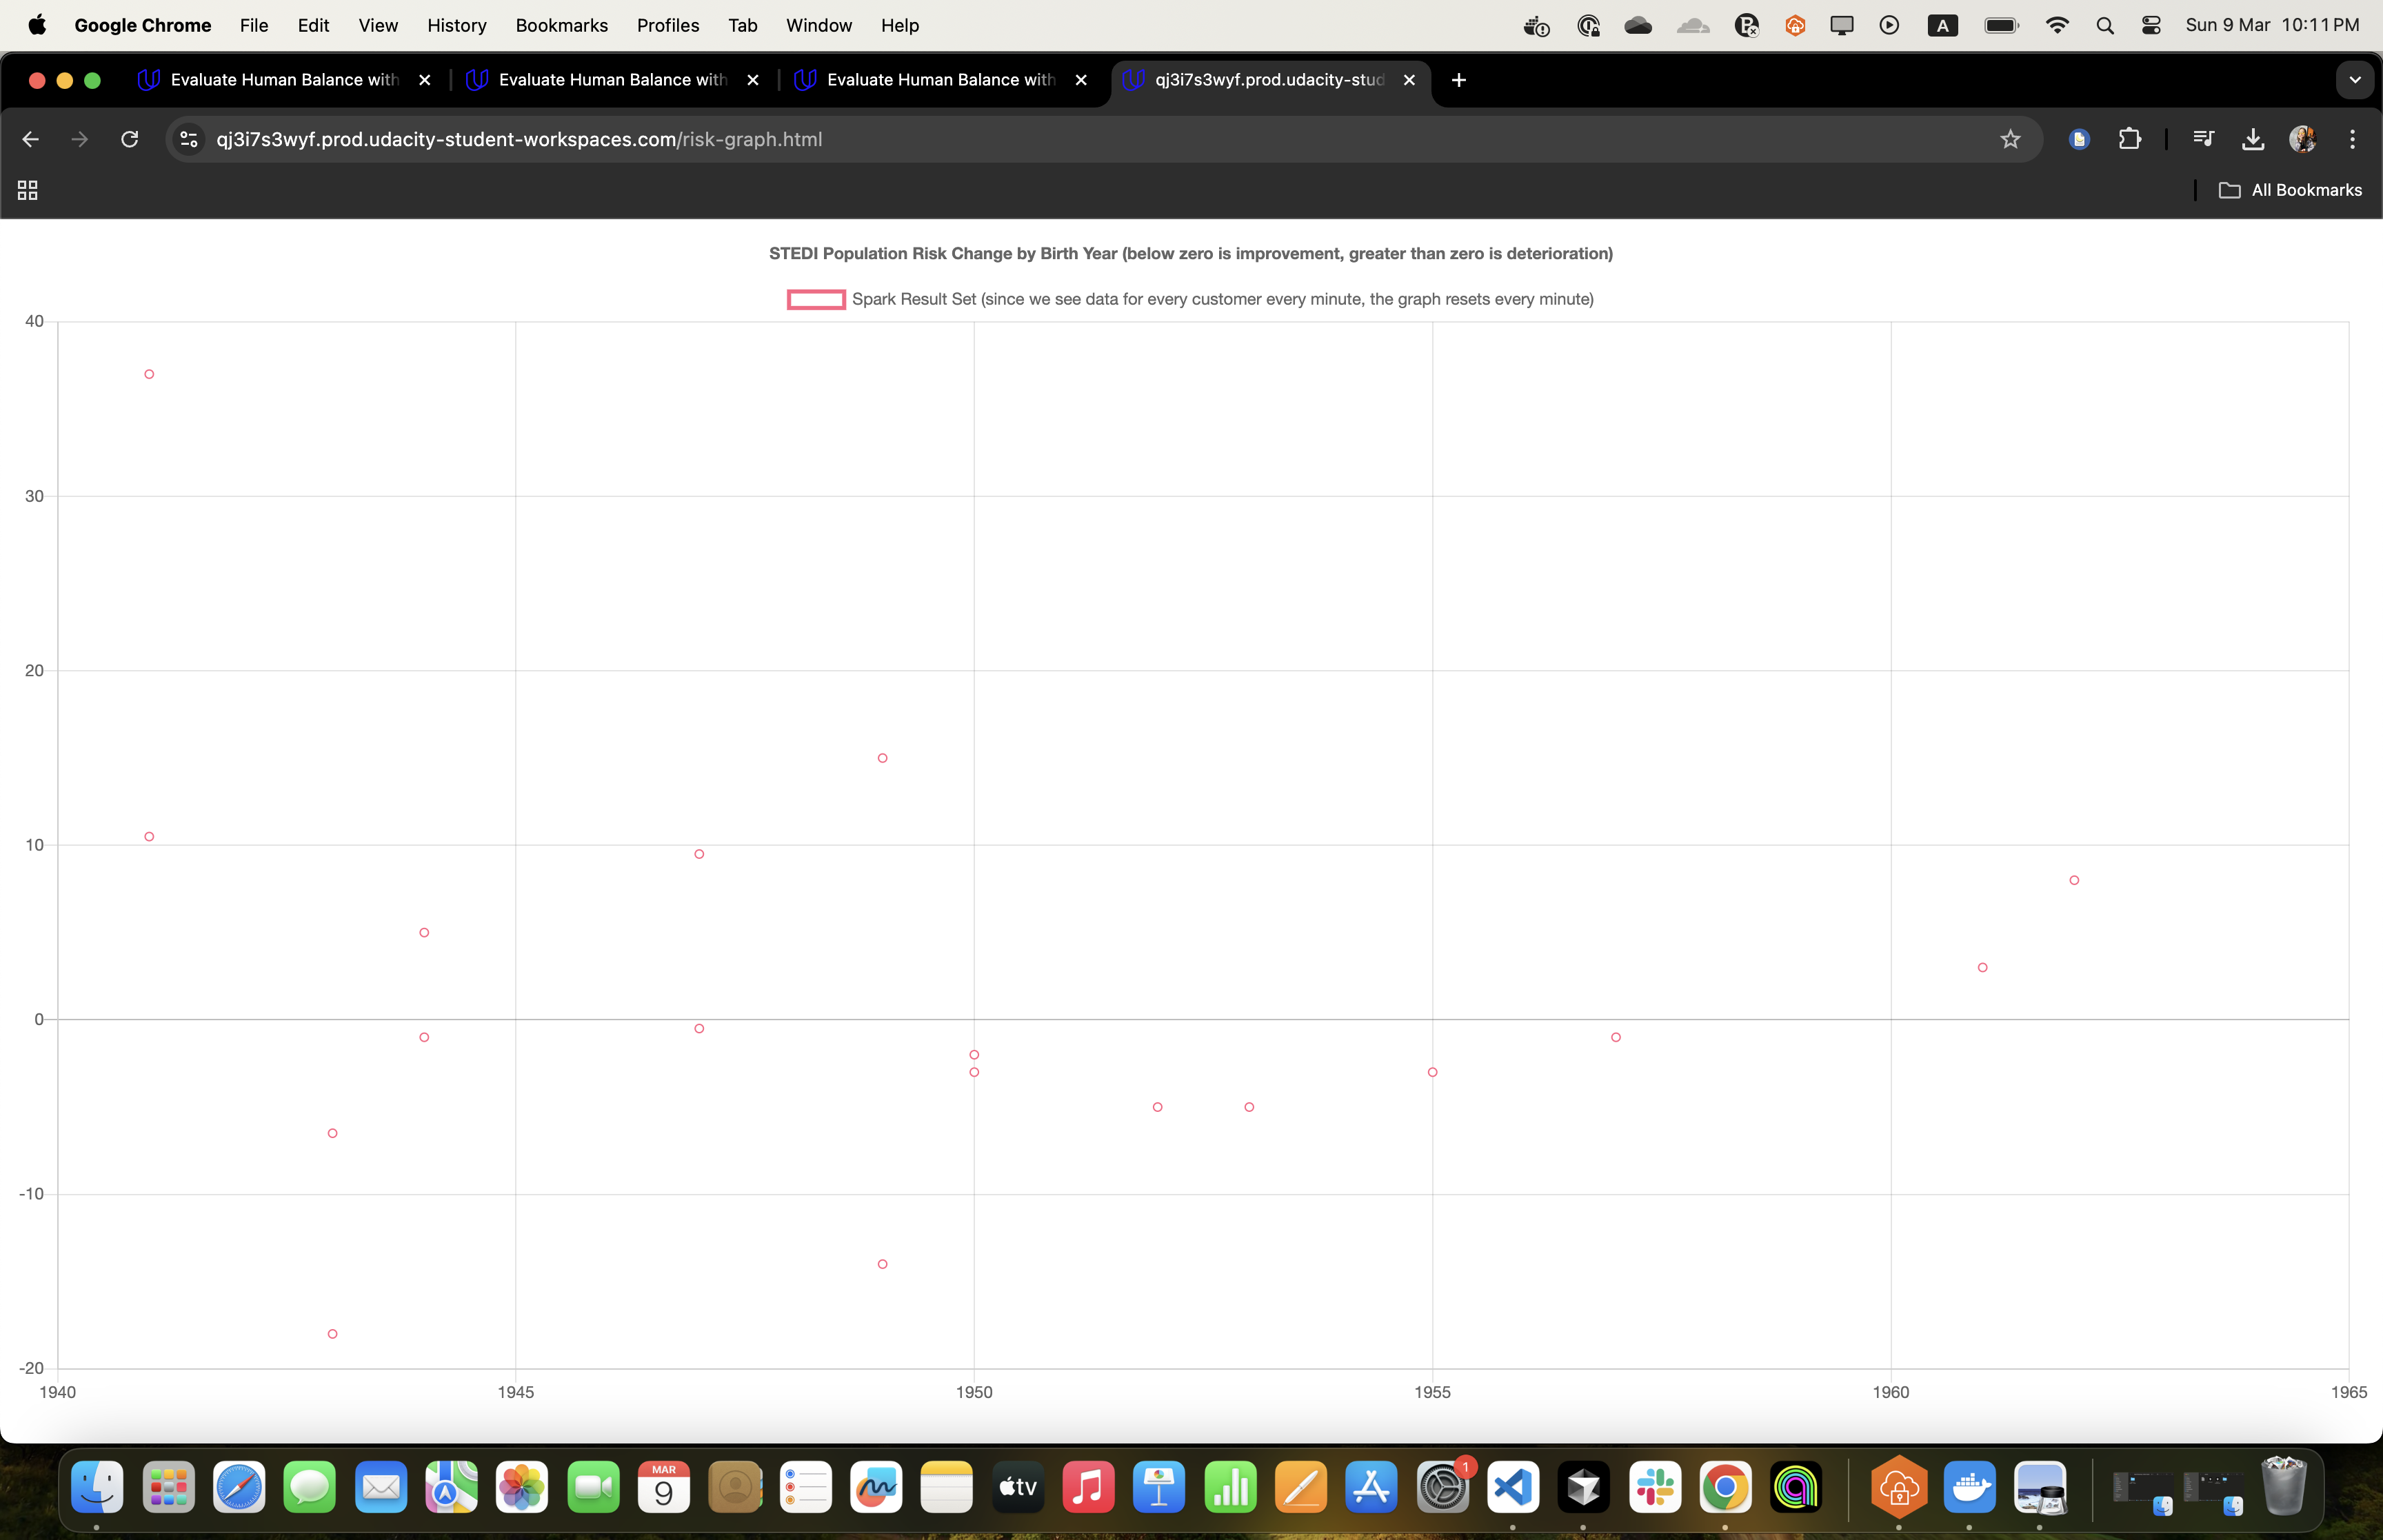 Google Chrome File Edit View History Bookmarks Profiles Tab Window Help A Sun 9 Mar 10:11 PM
Evaluate Human Balance with Evaluate Human Balance with Evaluate Human Balance with qj3i7s3wyf.prod.udacity-stud
qj3i7s3wyf.prod.udacity-student-workspaces.com/risk-graph.html
All Bookmarks
STEDI Population Risk Change by Birth Year (below zero is improvement, greater than zero is deterioration)
Spark Result Set (since we see data for every customer every minute, the graph resets every minute)
40
30
20
10
0
-10
-20
1940 1945 1950 1955 1960 1965
MAR
9
tv
1